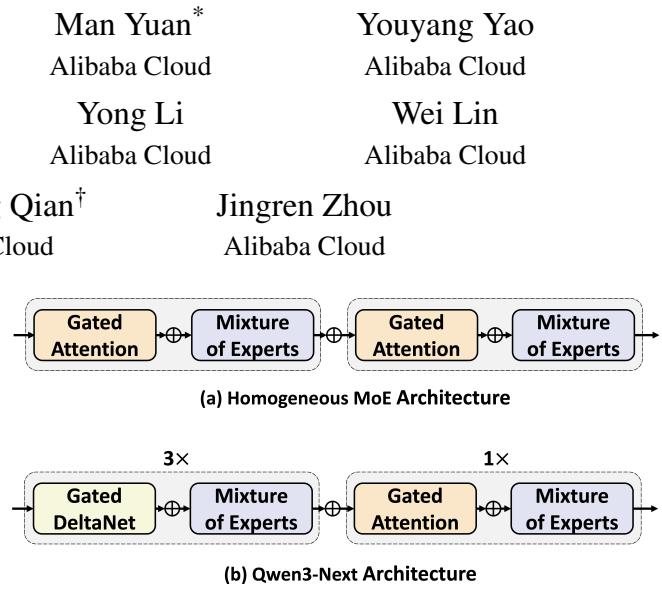 Man Yuan* Youyang Yao
Alibaba Cloud Alibaba Cloud
Yong Li Wei Lin
Alibaba Cloud Alibaba Cloud
Qian† Jingren Zhou
Cloud Alibaba Cloud
Gated Attention Mixture of Experts Gated Attention Mixture of Experts
(a) Homogeneous MoE Architecture
3× 1×
Gated DeltaNet Mixture of Experts Gated Attention Mixture of Experts
(b) Qwen3-Next Architecture